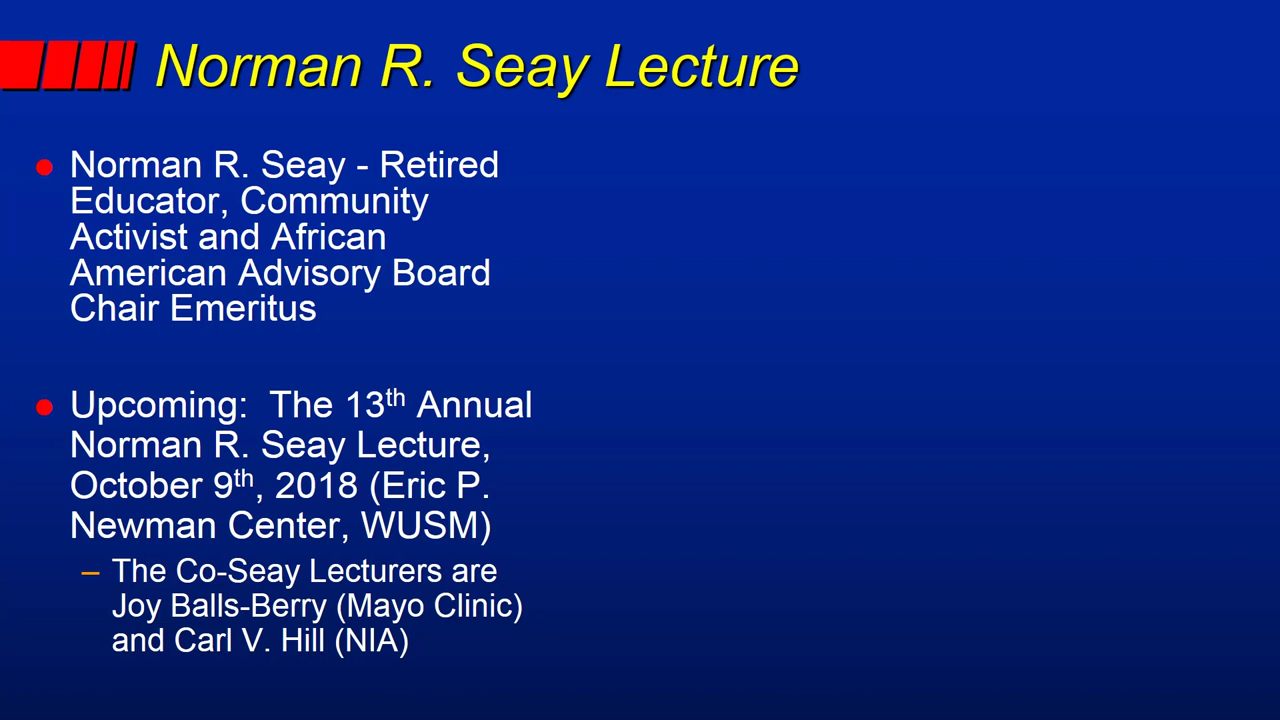 Norman R. Seay Lecture
Norman R. Seay - Retired
Educator, Community
Activist and African
American Advisory Board
Chair Emeritus
Upcoming:  The 13th Annual
Norman R. Seay Lecture,
October 9th, 2018 (Eric P.
Newman Center, WUSM)
– The Co-Seay Lecturers are
Joy Balls-Berry (Mayo Clinic)
and Carl V. Hill (NIA)